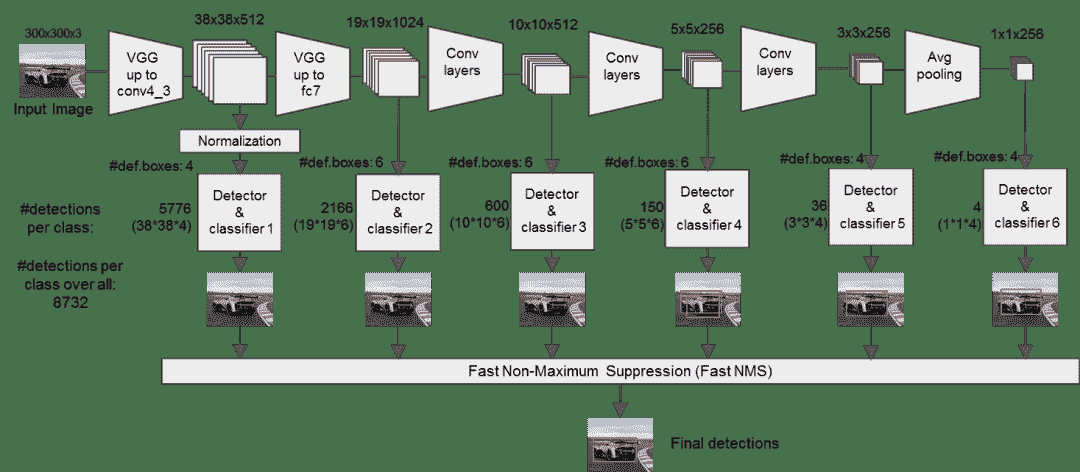 300x300x3
38x38x512
19x19x1024
10x10x512
5x5x256
3x3x256
1x1x256
Input Image
VGG
up to
conv4_3
VGG
up to
fc7
Conv
layers
Conv
layers
Conv
layers
Avg
pooling
Normalization
#def.boxes: 4
#def.boxes: 6
#def.boxes: 6
#def.boxes: 6
#def.boxes: 4
#def.boxes: 4
#detections
per class:
5776
(38*38*4)
Detector
&
classifier 1
2166
(19*19*6)
Detector
&
classifier 2
600
(10*10*6)
Detector
&
classifier 3
150
(5*5*6)
Detector
&
classifier 4
36
(3*3*4)
Detector
&
classifier 5
4
(1*1*4)
Detector
&
classifier 6
#detections per
class over all:
8732
Fast Non-Maximum Suppression (Fast NMS)
Final detections